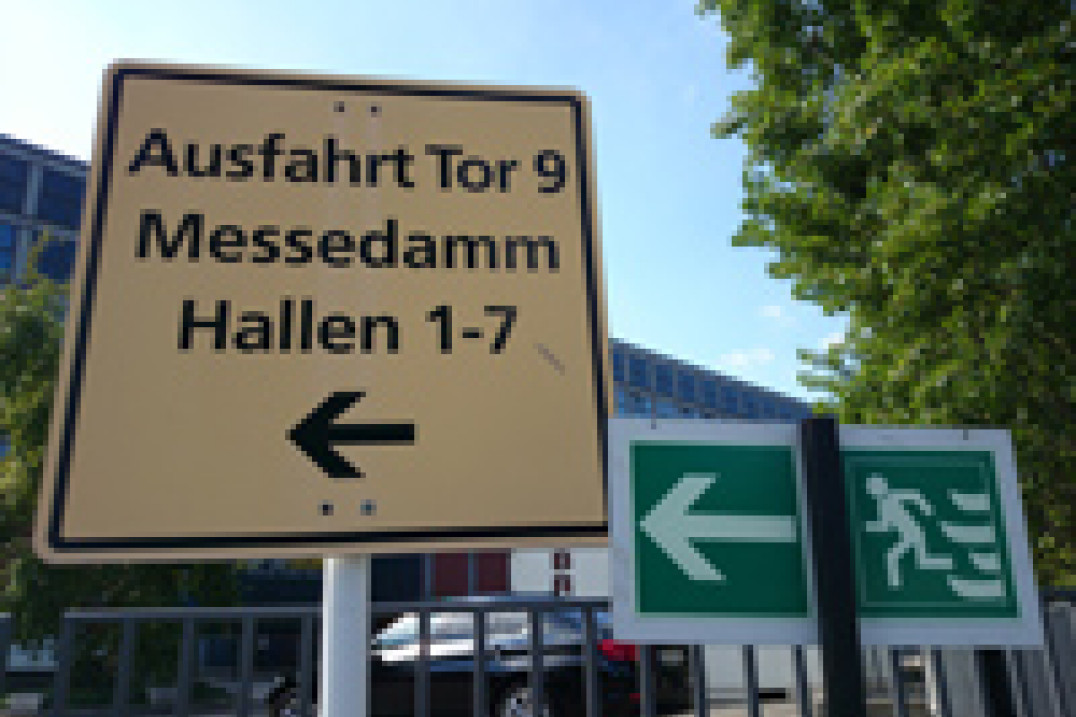 Ausfahrt Tor 9
Messedamm
Hallen 1-7